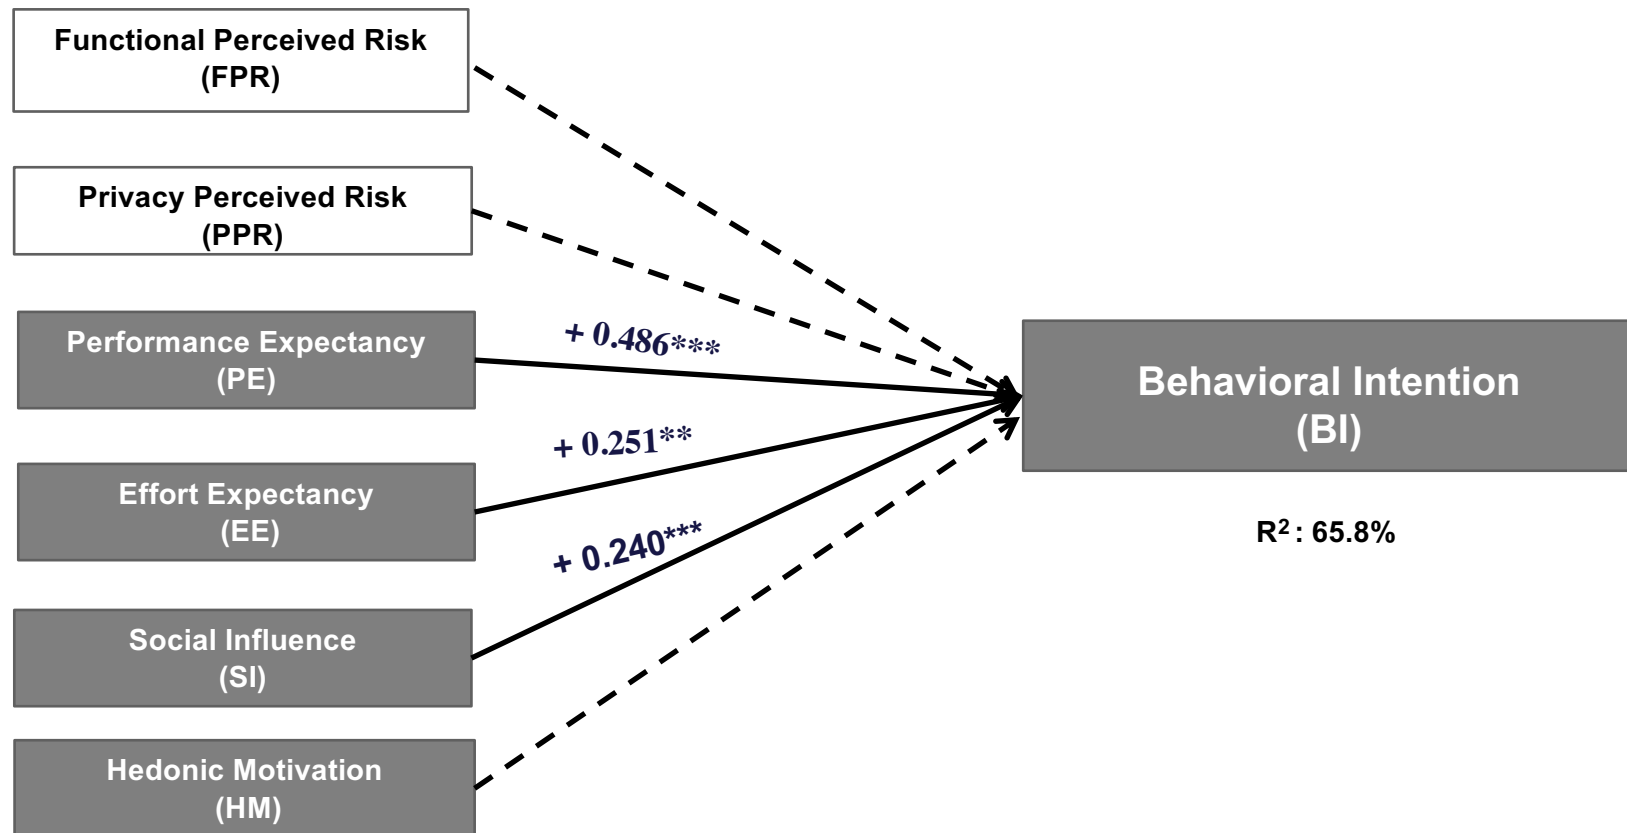 Functional Perceived Risk
(FPR)
Privacy Perceived Risk
(PPR)
Performance Expectancy
(PE)
+ 0.486***
Effort Expectancy
(EE)
+ 0.251**
Social Influence
(SI)
+ 0.240***
Hedonic Motivation
(HM)
Behavioral Intention
(BI)
R²: 65.8%